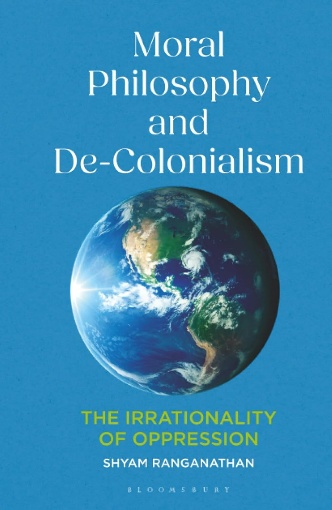 Moral
Philosophy
and
De-Colonialism
THE IRRATIONALITY
OF OPPRESSION
SHYAM RANGANATHAN
BLOOMSBURY